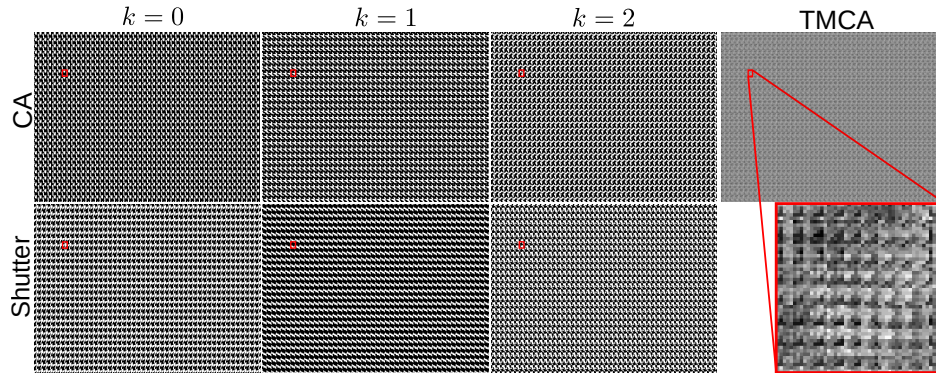 k = 0
k = 1
k = 2
TMCA
CA
Shutter